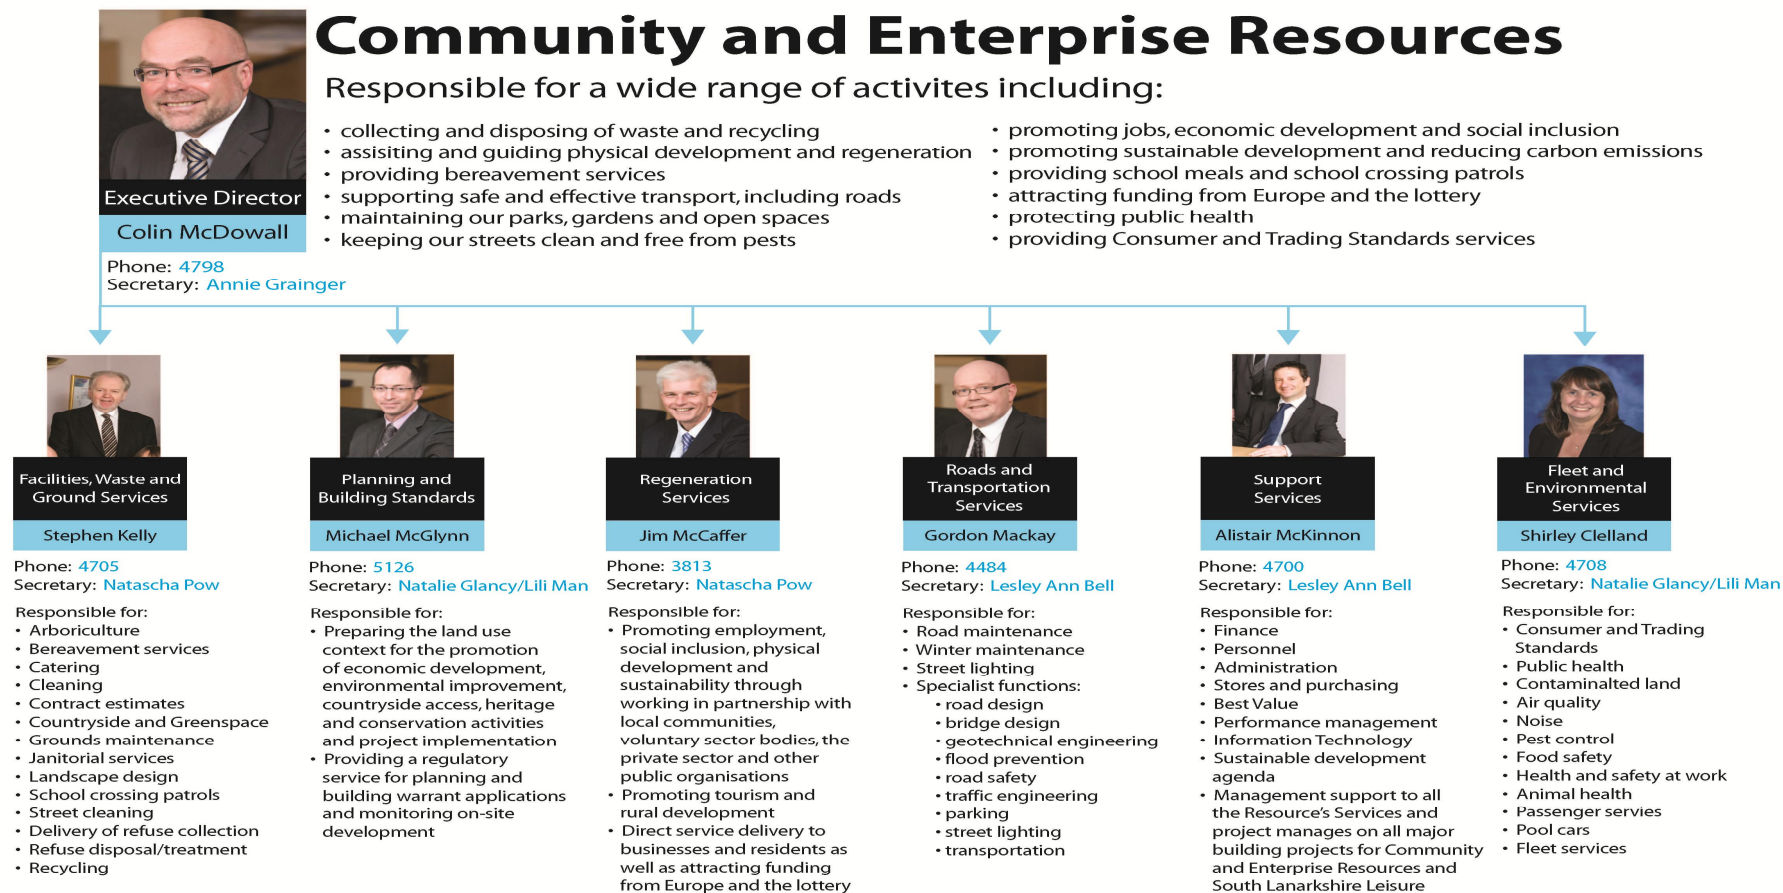 Community and Enterprise Resources
Responsible for a wide range of activites including:
• collecting and disposing of waste and recycling
• assisiting and guiding physical development and regeneration
• providing bereavement services
• supporting safe and effective transport, including roads
• maintaining our parks, gardens and open spaces
• keeping our streets clean and free from pests
• promoting jobs, economic development and social inclusion
• promoting sustainable development and reducing carbon emissions
• providing school meals and school crossing patrols
• attracting funding from Europe and the lottery
• protecting public health
• providing Consumer and Trading Standards services
Executive Director
Colin McDowall
Phone: 4798
Secretary: Annie Grainger
Facilities, Waste and
Ground Services
Stephen Kelly
Phone: 4705
Secretary: Natascha Pow
Responsible for:
• Arboriculture
• Bereavement services
• Catering
• Cleaning
• Contract estimates
• Countryside and Greenspace
• Grounds maintenance
• Janitorial services
• Landscape design
• School crossing patrols
• Street cleaning
• Delivery of refuse collection
• Refuse disposal/treatment
• Recycling
Planning and
Building Standards
Michael McGlynn
Phone: 5126
Secretary: Natalie Glancy/Lili Man
Responsible for:
• Preparing the land use
context for the promotion
of economic development,
environmental improvement,
countryside access, heritage
and conservation activities
and project implementation
• Providing a regulatory
service for planning and
building warrant applications
and monitoring on-site
development
Regeneration
Services
Jim McCaffer
Phone: 3813
Secretary: Natascha Pow
Responsible for:
• Promoting employment,
social inclusion, physical
development and
sustainability through
working in partnership with
local communities,
voluntary sector bodies, the
private sector and other
public organisations
• Promoting tourism and
rural development
• Direct service delivery to
businesses and residents as
well as attracting funding
from Europe and the lottery
Roads and
Transportation
Services
Gordon Mackay
Phone: 4484
Secretary: Lesley Ann Bell
Responsible for:
• Road maintenance
• Winter maintenance
• Street lighting
• Specialist functions:
• road design
• bridge design
• geotechnical engineering
• flood prevention
• road safety
• traffic engineering
• parking
• street lighting
• transportation
Support
Services
Alistair McKinnon
Phone: 4700
Secretary: Lesley Ann Bell
Responsible for:
• Finance
• Personnel
• Administration
• Stores and purchasing
• Best Value
• Performance management
• Information Technology
• Sustainable development
agenda
• Management support to all
the Resource's Services and
project manages on all major
building projects for Community
and Enterprise Resources and
South Lanarkshire Leisure
Fleet and
Environmental
Services
Shirley Clelland
Phone: 4708
Secretary: Natalie Glancy/Lili Man
Responsible for:
• Consumer and Trading
Standards
• Public health
• Contaminalted land
• Air quality
• Noise
• Pest control
• Food safety
• Health and safety at work
• Animal health
• Passenger servies
• Pool cars
• Fleet services